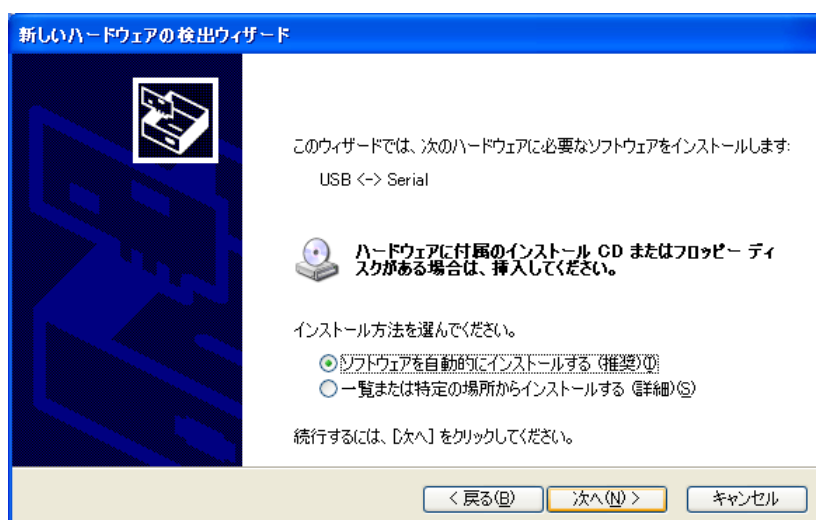 新しいハードウェアの検出ウィザード
このウィザードでは、次のハードウェアに必要なソフトウェアをインストールします:
USB <-> Serial
ハードウェアに付属のインストール CD またはフロッピー ディ
スクがある場合は、挿入してください。
インストール方法を選んでください。
ソフトウェアを自動的にインストールする (推奨)(I)
一覧または特定の場所からインストールする (詳細)(S)
続行するには、[次へ] をクリックしてください。
< 戻る(B) 次へ(N) > キャンセル